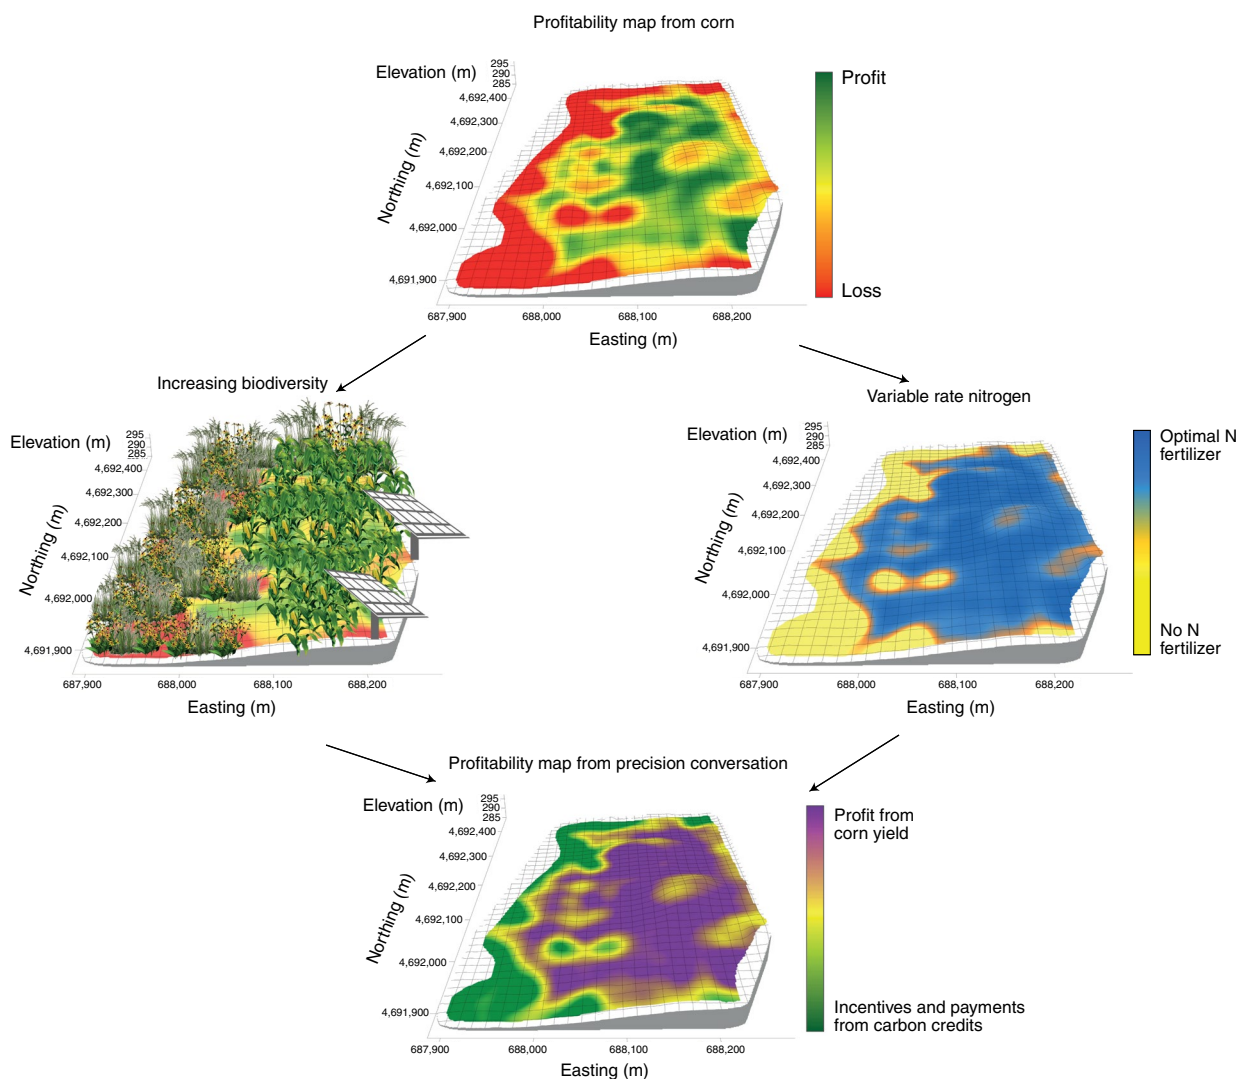 Profitability map from corn
Elevation (m)
295
290
285
4,692,400
4,692,300
4,692,200
4,692,100
4,692,000
4,691,900
Northing (m)
687,900
688,000
688,100
688,200
Easting (m)
Profit
Loss
Increasing biodiversity
Elevation (m)
295
290
285
4,692,400
4,692,300
4,692,200
4,692,100
4,692,000
4,691,900
Northing (m)
687,900
688,000
688,100
688,200
Easting (m)
Variable rate nitrogen
Elevation (m)
295
290
285
4,692,400
4,692,300
4,692,200
4,692,100
4,692,000
4,691,900
Northing (m)
687,900
688,000
688,100
688,200
Easting (m)
Optimal N
fertilizer
No N
fertilizer
Profitability map from precision conversation
Elevation (m)
295
290
285
4,692,400
4,692,300
4,692,200
4,692,100
4,692,000
4,691,900
Northing (m)
687,900
688,000
688,100
688,200
Easting (m)
Profit from
corn yield
Incentives and payments
from carbon credits